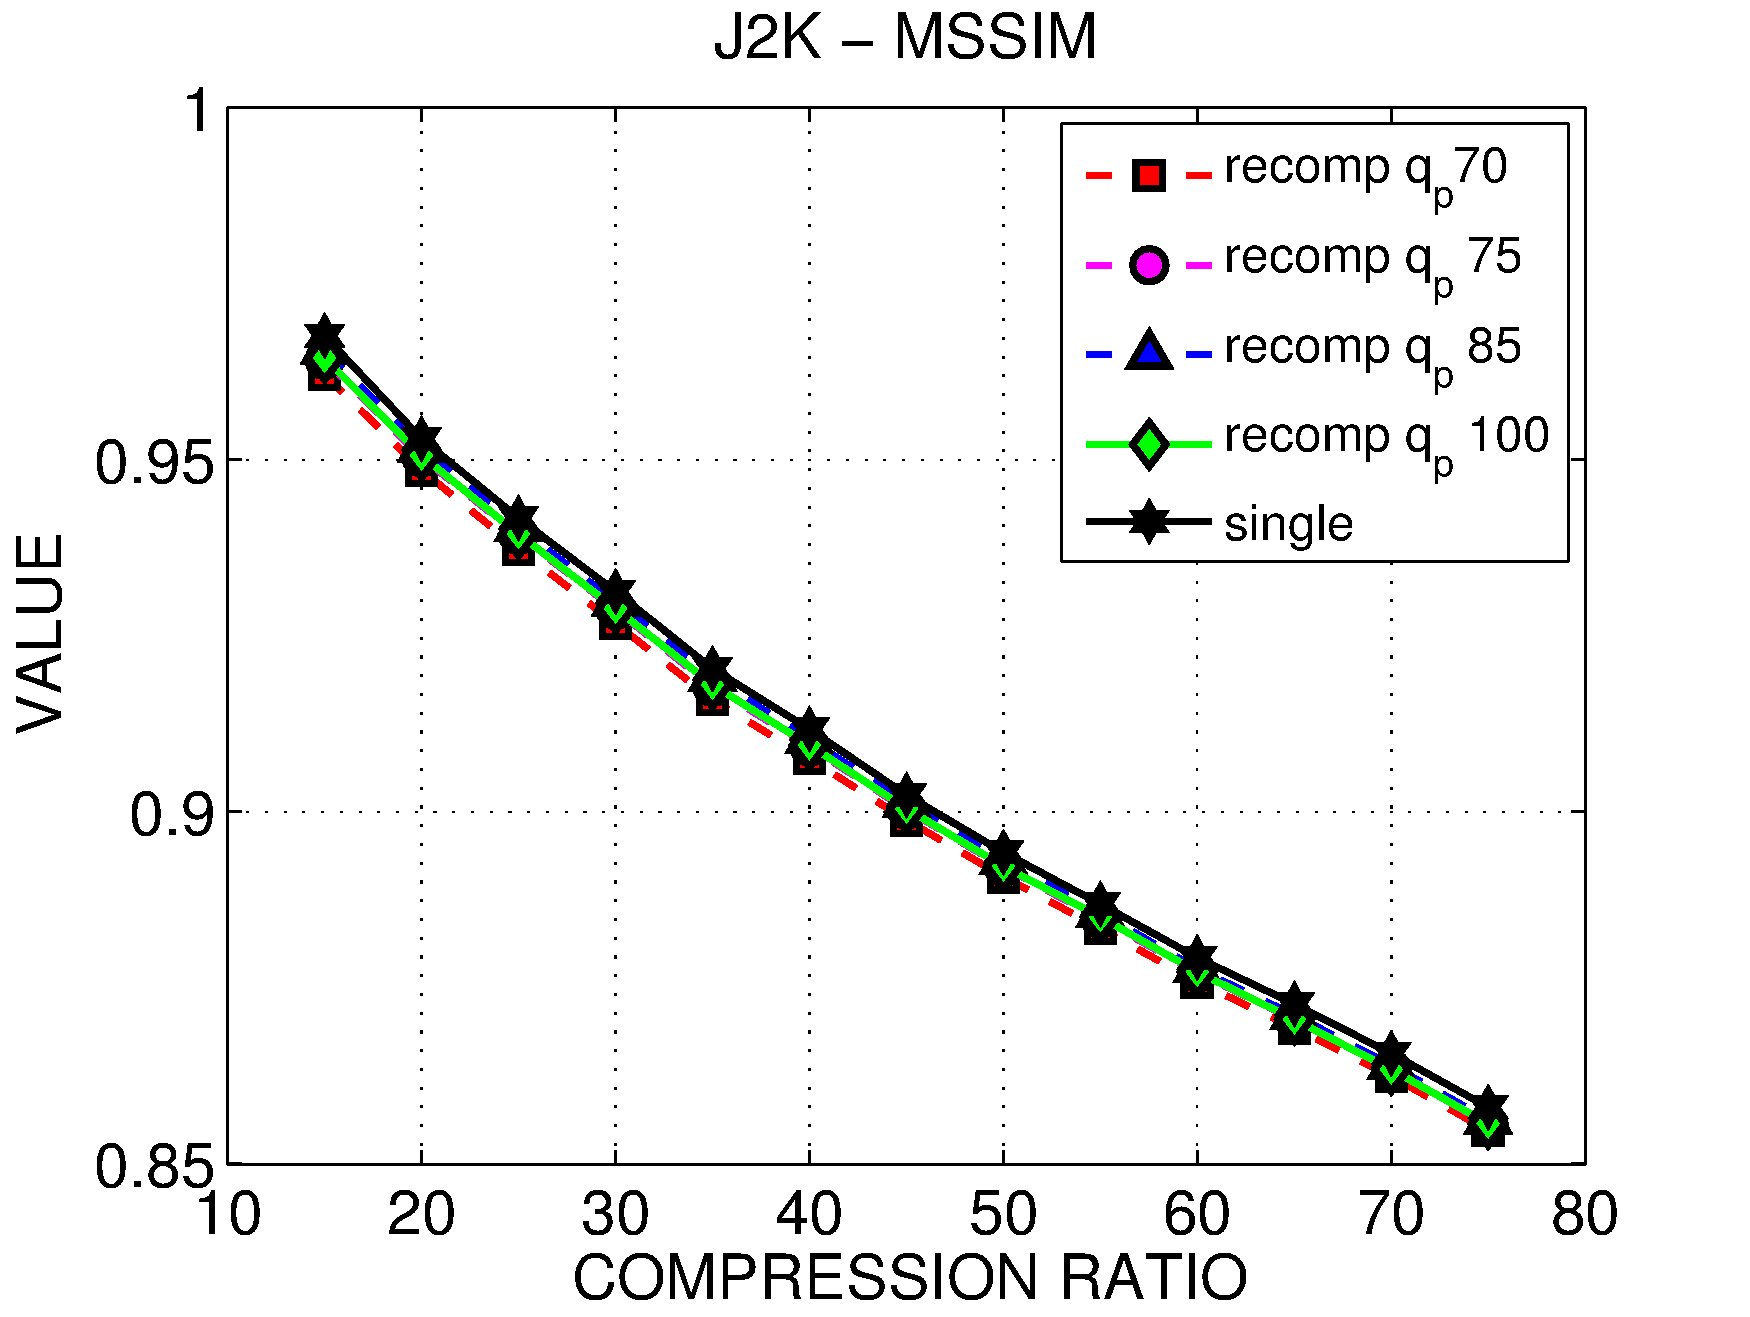 J2K – MSSIM
1
0.95
0.9
0.85
VALUE
10 20 30 40 50 60 70 80
COMPRESSION RATIO
recomp qp70
recomp qp 75
recomp qp 85
recomp qp 100
single